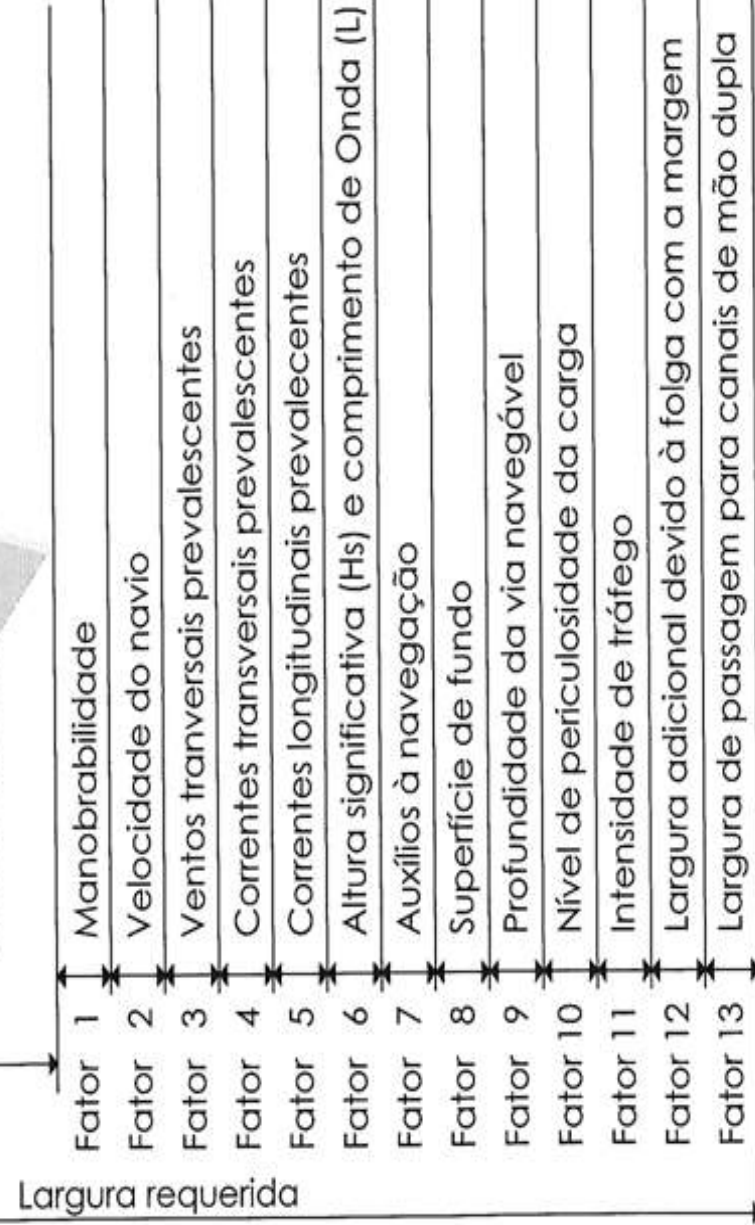 Largura requerida
Fator 1 Manobrabilidade
Fator 2 Velocidade do navio
Fator 3 Ventos tranversais prevalescentes
Fator 4 Correntes transversais prevalescentes
Fator 5 Correntes longitudinais prevalecentes
Fator 6 Altura significativa (Hs) e comprimento de Onda (L)
Fator 7 Auxílios à navegação
Fator 8 Superfície de fundo
Fator 9 Profundidade da via navegável
Fator 10 Nível de periculosidade da carga
Fator 11 Intensidade de tráfego
Fator 12 Largura adicional devido à folga com a margem
Fator 13 Largura de passagem para canais de mão dupla